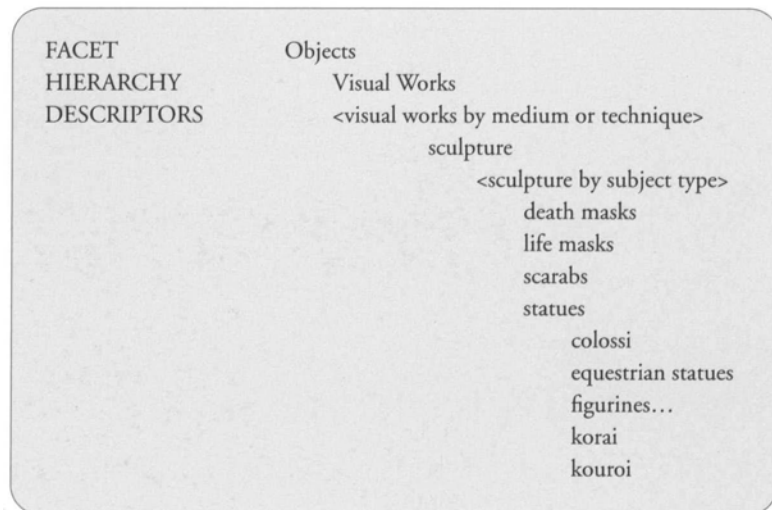 FACET Objects
HIERARCHY Visual Works
DESCRIPTORS <visual works by medium or technique>
sculpture
<sculpture by subject type>
death masks
life masks
scarabs
statues
colossi
equestrian statues
figurines…
korai
kouroi